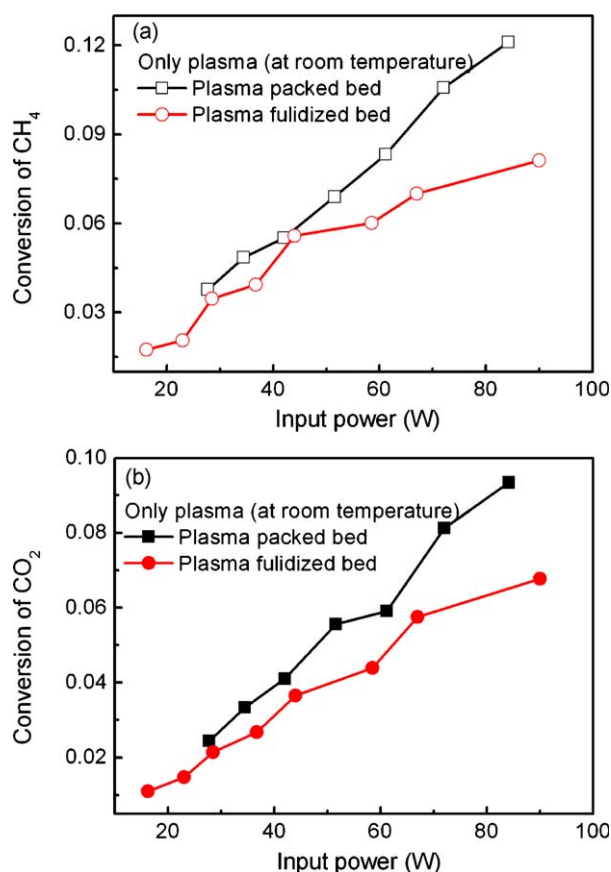 (a)
Only plasma (at room temperature)
Plasma packed bed
Plasma fulidized bed
Conversion of CH₄
0.12
0.09
0.06
0.03
20 40 60 80 100
Input power (W)
(b)
Only plasma (at room temperature)
Plasma packed bed
Plasma fulidized bed
Conversion of CO₂
0.10
0.08
0.06
0.04
0.02
20 40 60 80 100
Input power (W)